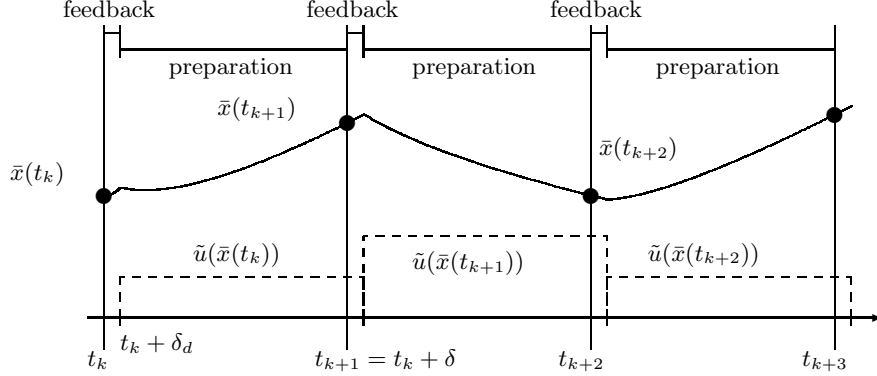 feedback feedback feedback
preparation preparation preparation
x̄(t_{k+1})
x̄(t_{k+2})
x̄(t_k)
ũ(x̄(t_k)) ũ(x̄(t_{k+1})) ũ(x̄(t_{k+2}))
t_k t_k + δ_d t_{k+1} = t_k + δ t_{k+2} t_{k+3}